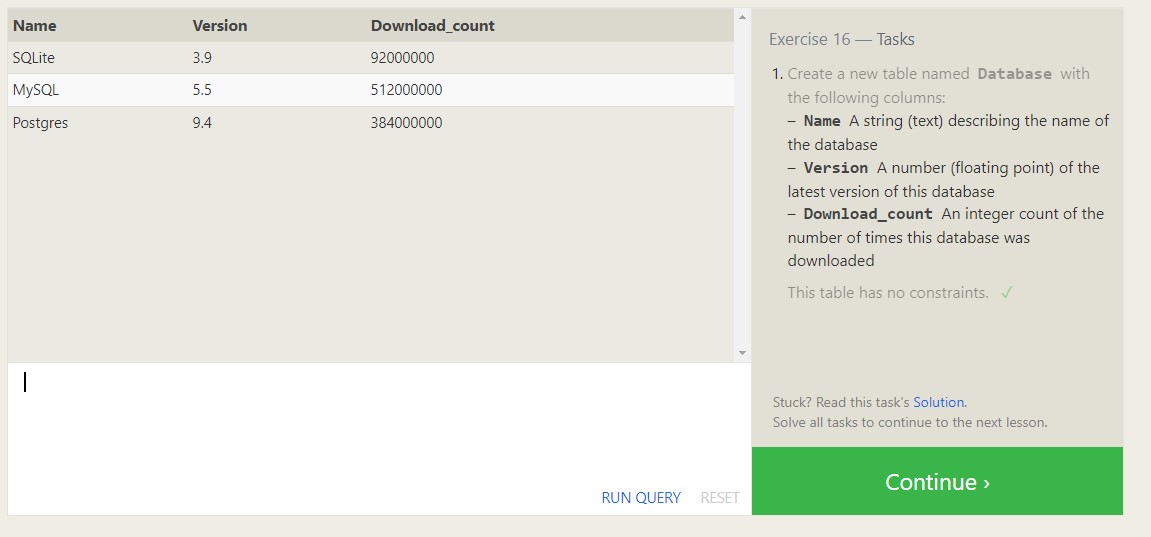 Name Version Download_count
SQLite 3.9 92000000
MySQL 5.5 512000000
Postgres 9.4 384000000
RUN QUERY RESET
Exercise 16 — Tasks
1. Create a new table named Database with
the following columns:
– Name A string (text) describing the name of
the database
– Version A number (floating point) of the
latest version of this database
– Download_count An integer count of the
number of times this database was
downloaded
This table has no constraints. ✓
Stuck? Read this task's Solution.
Solve all tasks to continue to the next lesson.
Continue ›